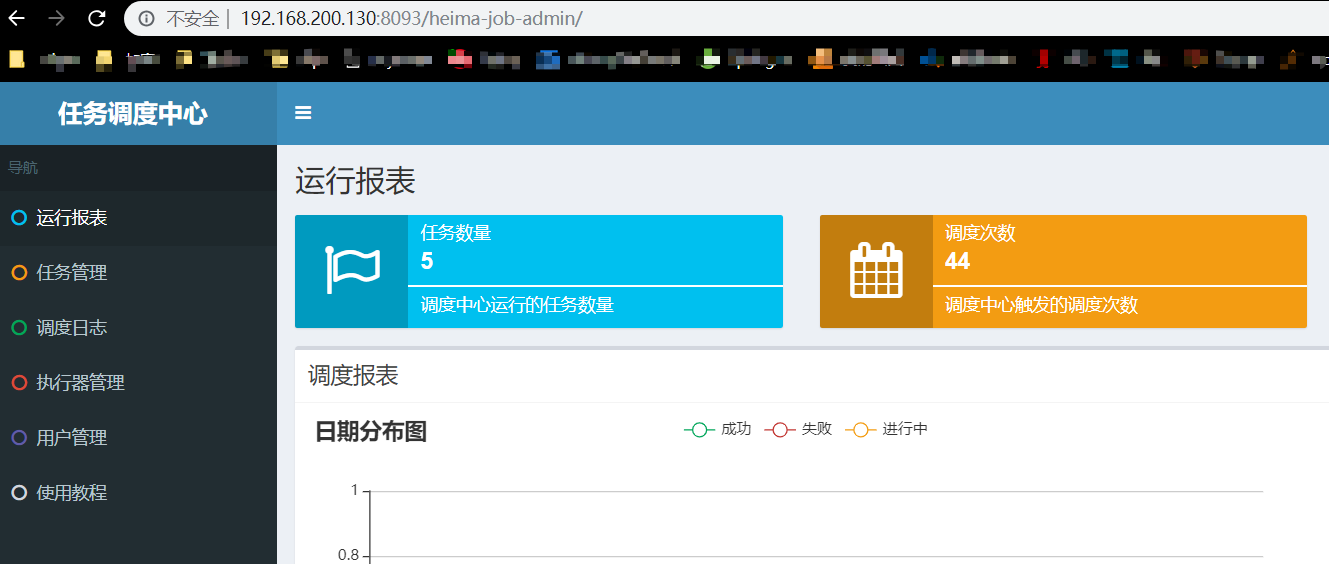 不安全 | 192.168.200.130:8093/heima-job-admin/
任务调度中心
导航
运行报表
任务管理
调度日志
执行器管理
用户管理
使用教程
运行报表
任务数量
5
调度中心运行的任务数量
调度次数
44
调度中心触发的调度次数
调度报表
日期分布图
成功 失败 进行中
1
0.8